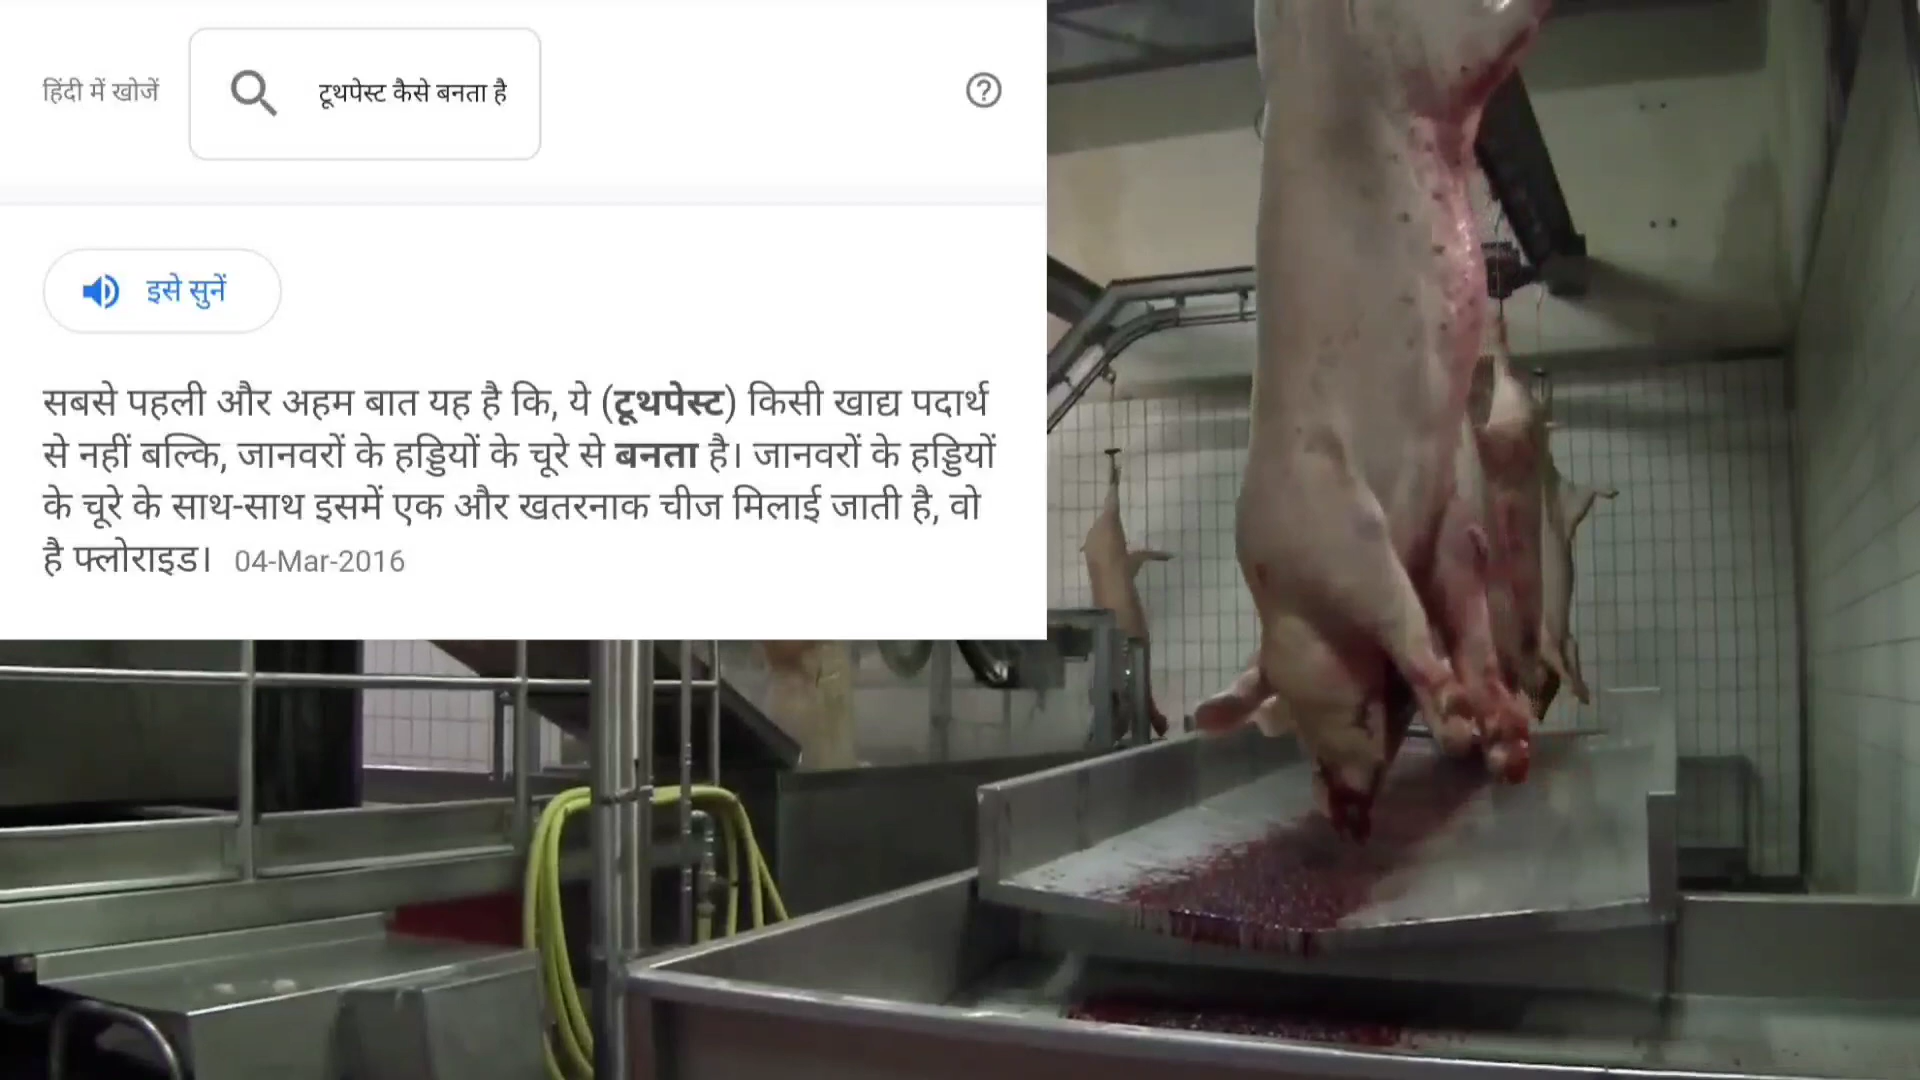 हिंदी में खोजें
टूथपेस्ट कैसे बनता है
इसे सुनें
सबसे पहली और अहम बात यह है कि, ये (टूथपेस्ट) किसी खाद्य पदार्थ
से नहीं बल्कि, जानवरों के हड्डियों के चूरे से बनता है। जानवरों के हड्डियों
के चूरे के साथ-साथ इसमें एक और खतरनाक चीज मिलाई जाती है, वो
है फ्लोराइड। 04-Mar-2016